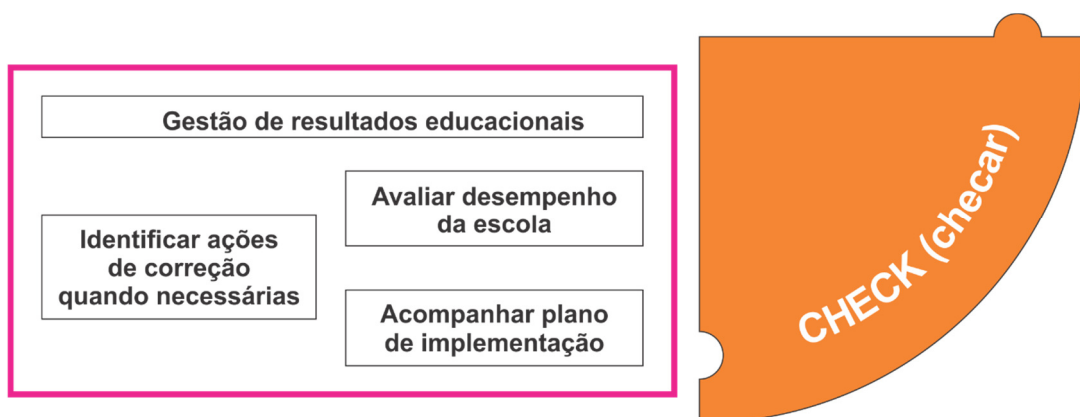 Gestão de resultados educacionais
Avaliar desempenho
da escola
Identificar ações
de correção
quando necessárias
Acompanhar plano
de implementação
CHECK (checar)